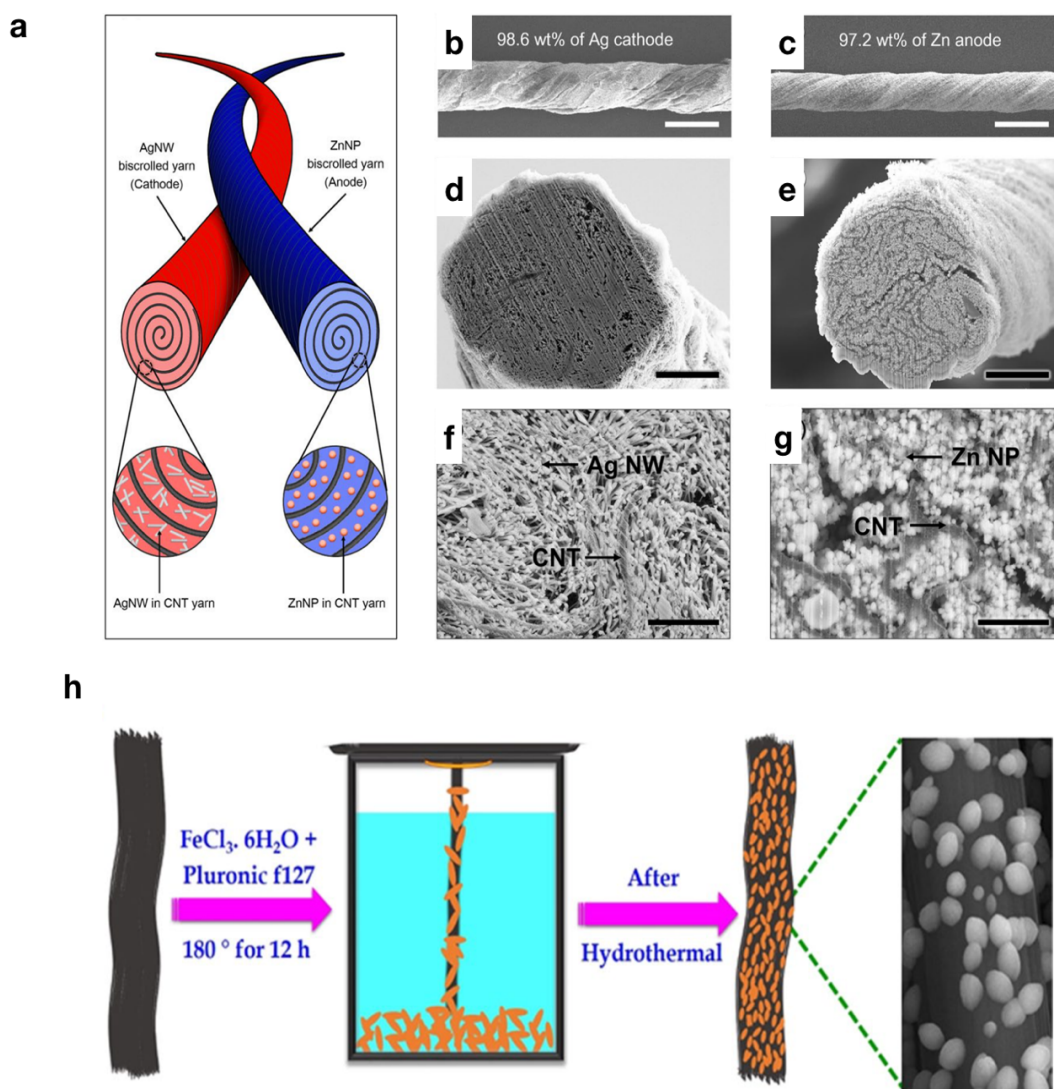 a
AgNW
biscrolled yarn
(Cathode)
ZnNP
biscrolled yarn
(Anode)
AgNW in CNT yarn
ZnNP in CNT yarn
b
98.6 wt% of Ag cathode
c
97.2 wt% of Zn anode
d
e
f
Ag NW
CNT
g
Zn NP
CNT
h
FeCl₃. 6H₂O +
Pluronic f127
180 ° for 12 h
After
Hydrothermal